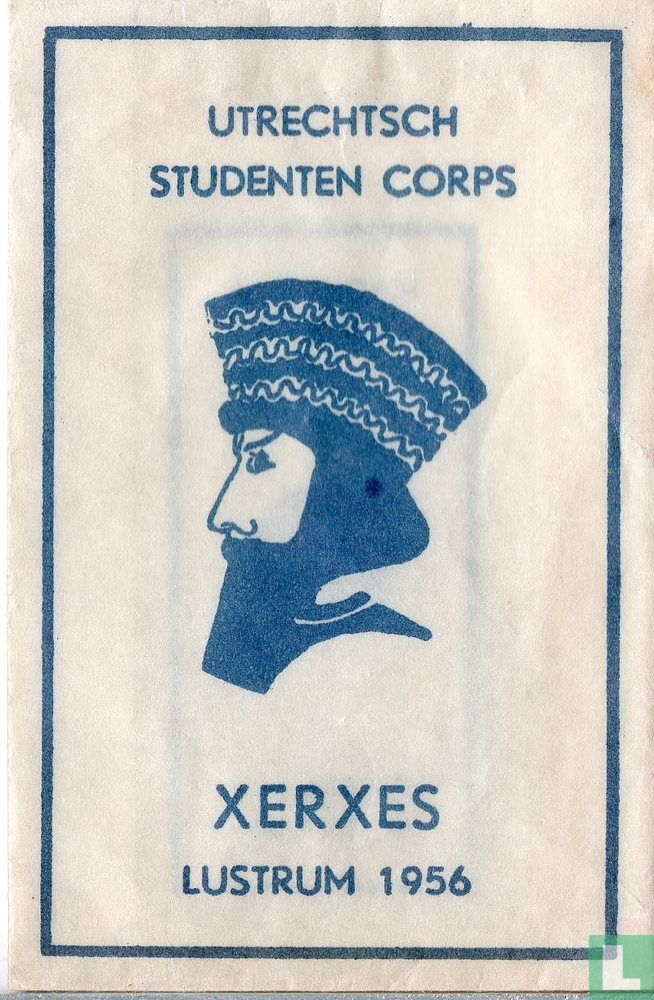 UTRECHTSCH
STUDENTEN CORPS
XERXES
LUSTRUM 1956
L